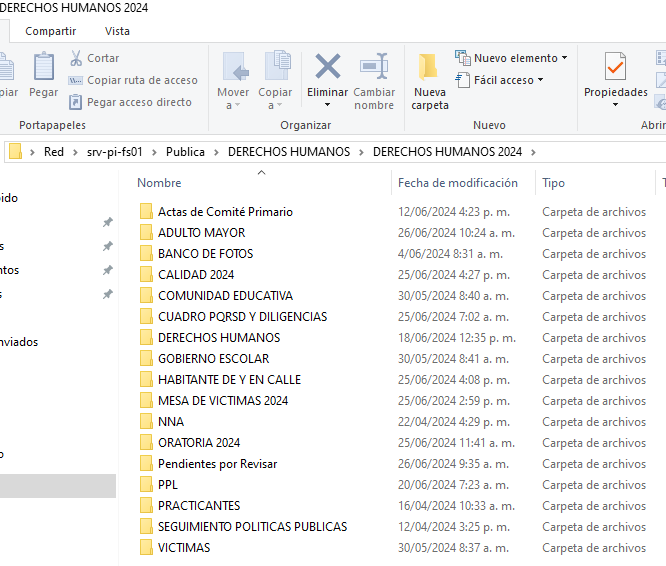 DERECHOS HUMANOS 2024
Compartir Vista
Cortar
Copiar ruta de acceso
Pegar acceso directo
Pegar
Portapapeles
Mover a
Copiar a
Eliminar
Cambiar nombre
Organizar
Nueva carpeta
Nuevo elemento
Fácil acceso
Nuevo
Propiedades
Red > srv-pi-fs01 > Publica > DERECHOS HUMANOS > DERECHOS HUMANOS 2024 >
Nombre Fecha de modificación Tipo
Actas de Comité Primario 12/06/2024 4:23 p. m. Carpeta de archivos
ADULTO MAYOR 26/06/2024 10:24 a. m. Carpeta de archivos
BANCO DE FOTOS 4/06/2024 8:31 a. m. Carpeta de archivos
CALIDAD 2024 25/06/2024 4:27 p. m. Carpeta de archivos
COMUNIDAD EDUCATIVA 30/05/2024 8:40 a. m. Carpeta de archivos
CUADRO PQRSD Y DILIGENCIAS 25/06/2024 7:02 a. m. Carpeta de archivos
DERECHOS HUMANOS 18/06/2024 12:35 p. m. Carpeta de archivos
GOBIERNO ESCOLAR 30/05/2024 8:41 a. m. Carpeta de archivos
HABITANTE DE Y EN CALLE 25/06/2024 4:08 p. m. Carpeta de archivos
MESA DE VICTIMAS 2024 25/06/2024 2:59 p. m. Carpeta de archivos
NNA 22/04/2024 4:29 p. m. Carpeta de archivos
ORATORIA 2024 25/06/2024 11:41 a. m. Carpeta de archivos
Pendientes por Revisar 26/06/2024 9:35 a. m. Carpeta de archivos
PPL 20/06/2024 7:23 a. m. Carpeta de archivos
PRACTICANTES 16/04/2024 10:33 a. m. Carpeta de archivos
SEGUIMIENTO POLITICAS PUBLICAS 12/04/2024 3:25 p. m. Carpeta de archivos
VICTIMAS 30/05/2024 8:37 a. m. Carpeta de archivos